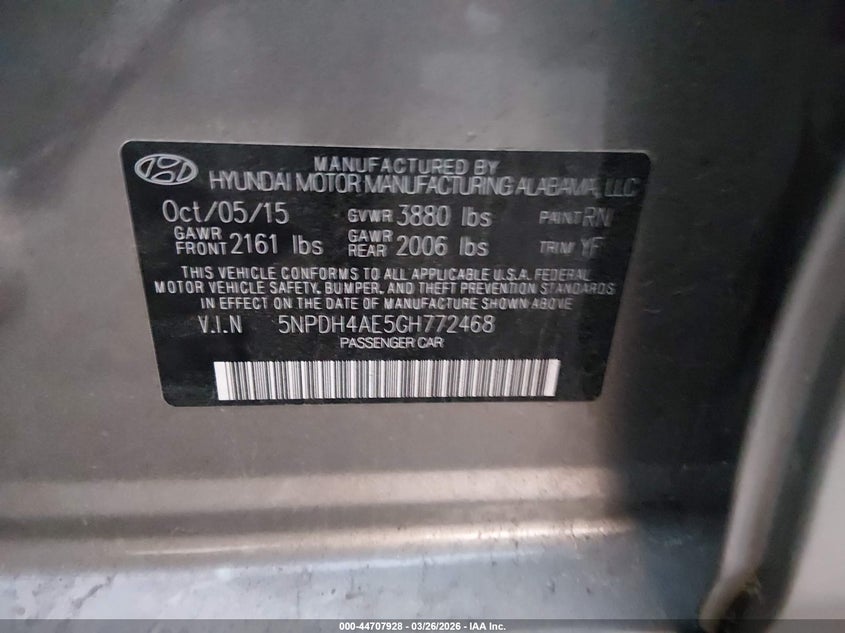 MANUFACTURED BY
HYUNDAI MOTOR MANUFACTURING ALABAMA, LLC
Oct/05/15 GVWR 3880 lbs PAINT RN
GAWR FRONT 2161 lbs GAWR REAR 2006 lbs TRIM YF
THIS VEHICLE CONFORMS TO ALL APPLICABLE U.S.A. FEDERAL
MOTOR VEHICLE SAFETY, BUMPER, AND THEFT PREVENTION STANDARDS
IN EFFECT ON THE DATE OF MANUFACTURE SHOWN ABOVE
V.I.N 5NPDH4AE5GH772468
PASSENGER CAR
000-44707928 | 03/26/2026 - IAA Inc.